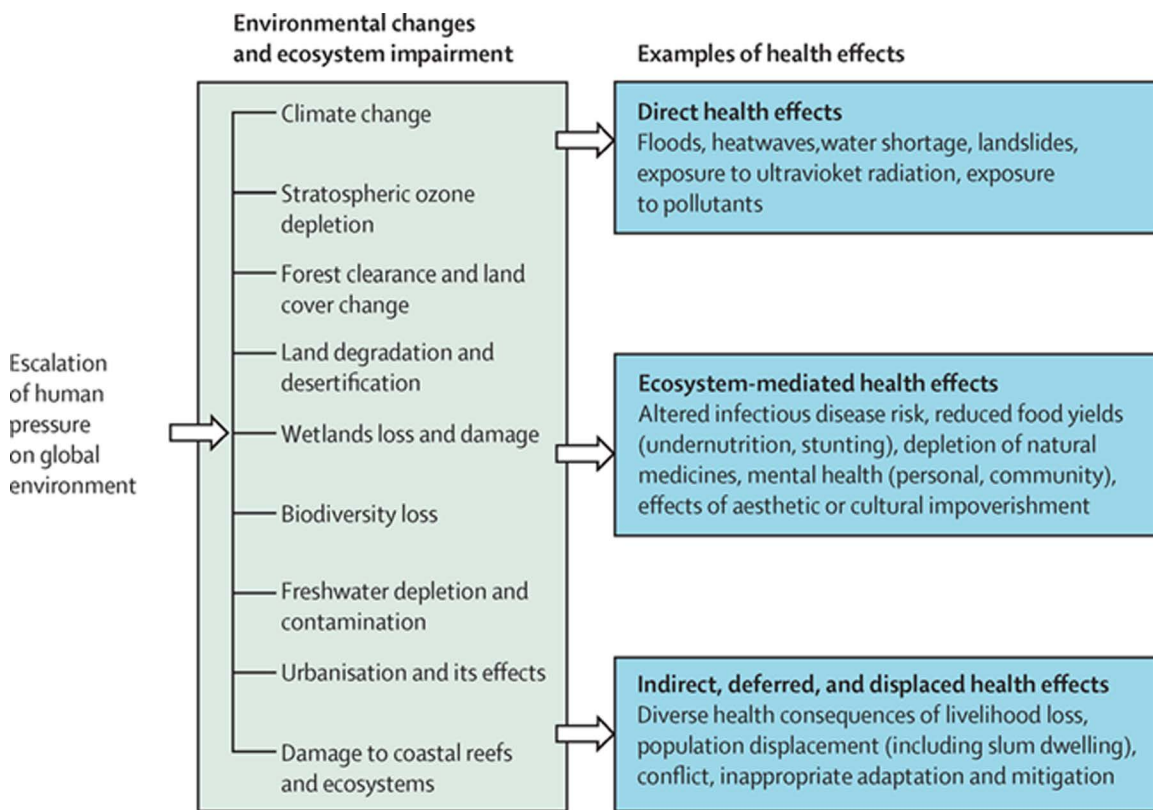 Environmental changes
and ecosystem impairment
Examples of health effects
Escalation
of human
pressure
on global
environment
Climate change
Stratospheric ozone
depletion
Forest clearance and land
cover change
Land degradation and
desertification
Wetlands loss and damage
Biodiversity loss
Freshwater depletion and
contamination
Urbanisation and its effects
Damage to coastal reefs
and ecosystems
Direct health effects
Floods, heatwaves,water shortage, landslides,
exposure to ultravioket radiation, exposure
to pollutants
Ecosystem-mediated health effects
Altered infectious disease risk, reduced food yields
(undernutrition, stunting), depletion of natural
medicines, mental health (personal, community),
effects of aesthetic or cultural impoverishment
Indirect, deferred, and displaced health effects
Diverse health consequences of livelihood loss,
population displacement (including slum dwelling),
conflict, inappropriate adaptation and mitigation